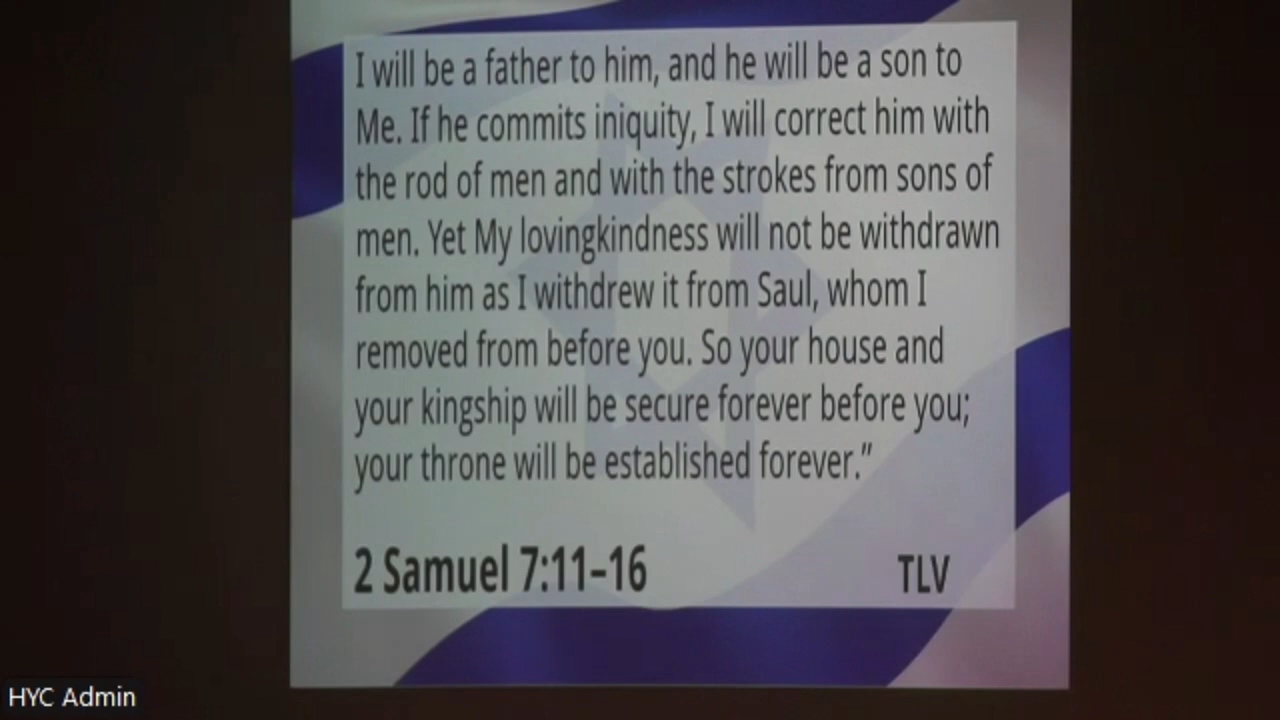 I will be a father to him, and he will be a son to
Me. If he commits iniquity, I will correct him with
the rod of men and with the strokes from sons of
men. Yet My lovingkindness will not be withdrawn
from him as I withdrew it from Saul, whom I
removed from before you. So your house and
your kingship will be secure forever before you;
your throne will be established forever.”
2 Samuel 7:11–16 TLV
HYC Admin